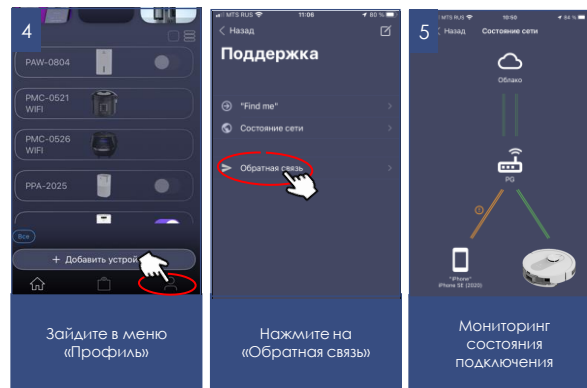 4
PAW-0804
PMC-0521
WIFI
PMC-0526
WIFI
PPA-2025
Все
+ Добавить устрой
Зайдите в меню
«Профиль»
MTS RUS
11:06
80 %
Назад
Поддержка
"Find me"
Состояние сети
Обратная связь
Нажмите на
«Обратная связь»
5
MTS RUS
10:50
84 %
Назад
Состояние сети
Облако
PG
"iPhone"
iPhone SE (2020)
Мониторинг
состояния
подключения